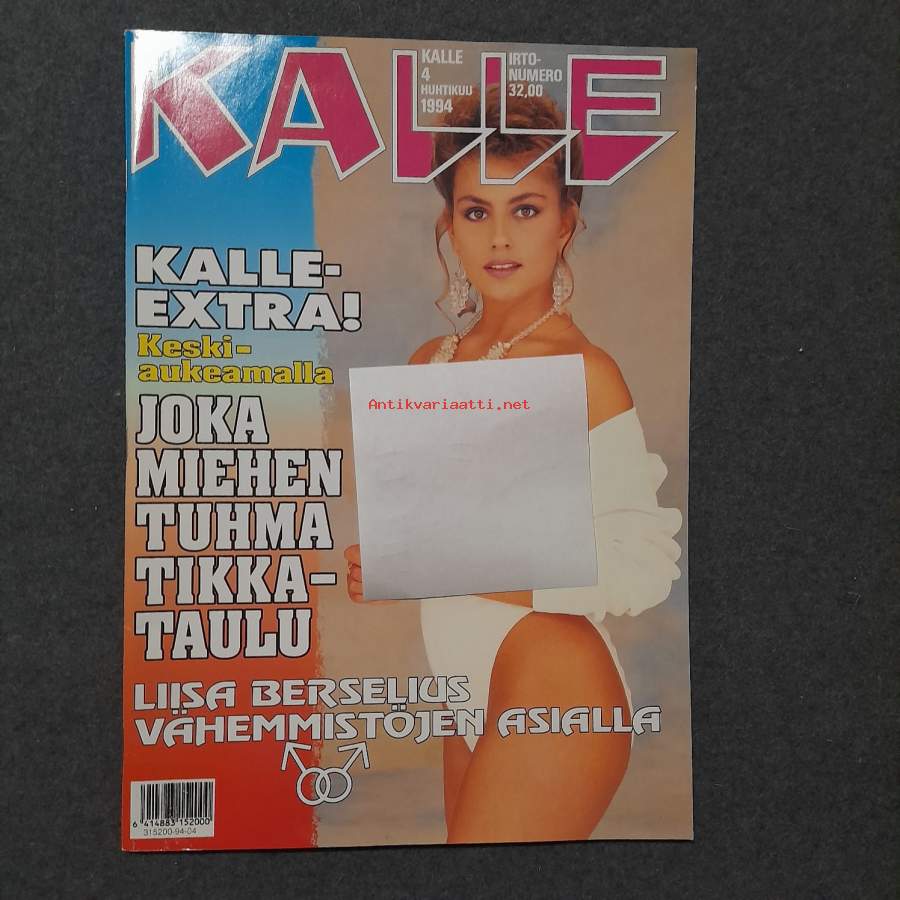 KALLE
KALLE
4
HUHTIKUU
1994
IRTO-
NUMERO
32,00
KALLE-
EXTRA!
Keski-
aukeamalla
JOKA
MIEHEN
TUHMA
TIKKA-
TAULU
Antikvariaatti.net
LIISA BERSELIUS
VÄHEMMISTÖJEN ASIALLA
6 414883 152000
315200-94-04